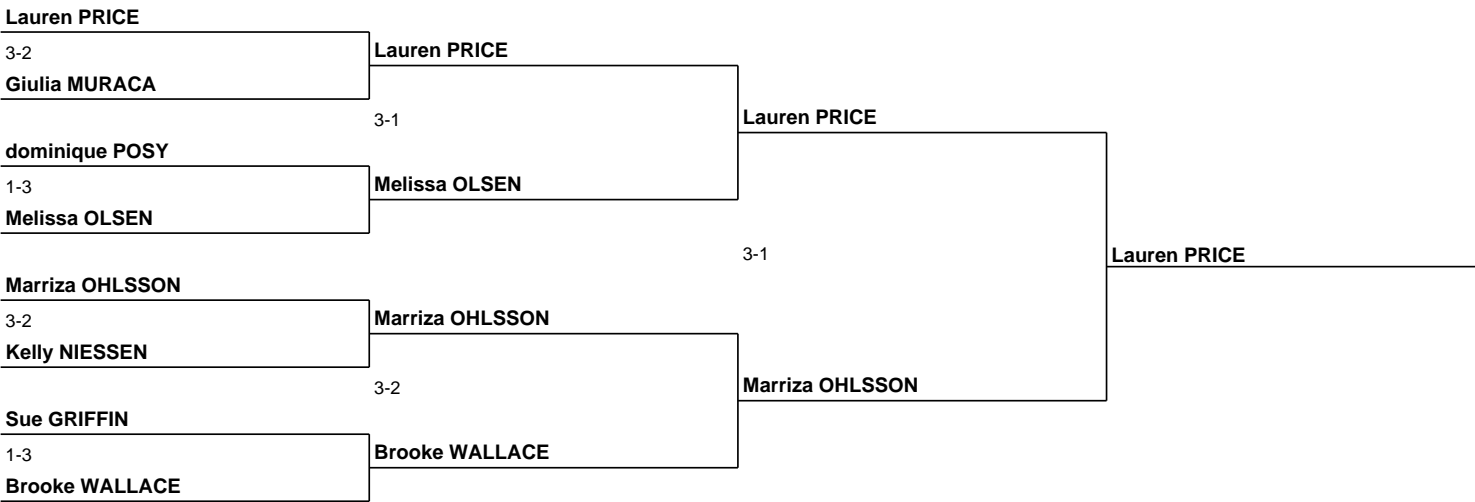 Lauren PRICE
3-2
Lauren PRICE
Giulia MURACA
3-1
Lauren PRICE
dominique POSY
1-3
Melissa OLSEN
Melissa OLSEN
3-1
Lauren PRICE
Marriza OHLSSON
3-2
Marriza OHLSSON
Kelly NIESSEN
3-2
Marriza OHLSSON
Sue GRIFFIN
1-3
Brooke WALLACE
Brooke WALLACE